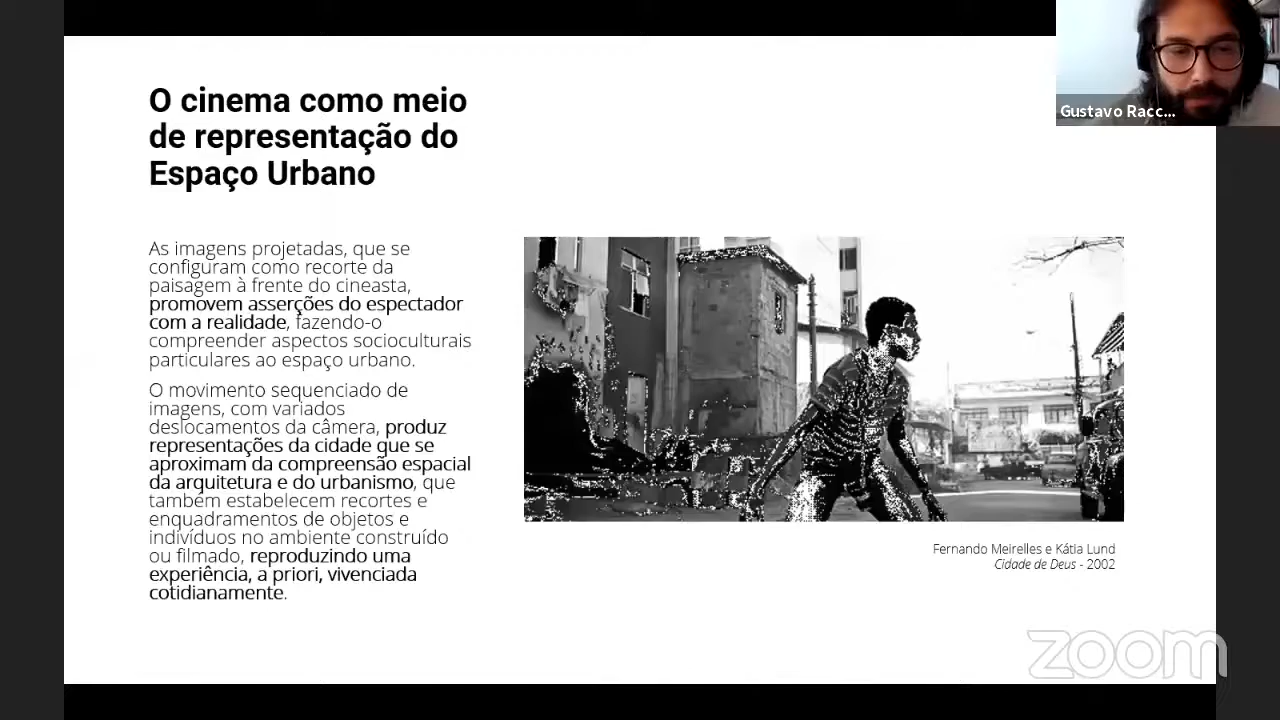 O cinema como meio
de representação do
Espaço Urbano
As imagens projetadas, que se
configuram como recorte da
paisagem à frente do cineasta,
promovem asserções do espectador
com a realidade, fazendo-o
compreender aspectos socioculturais
particulares ao espaço urbano.
O movimento sequenciado de
imagens, com variados
deslocamentos da câmera, produz
representações da cidade que se
aproximam da compreensão espacial
da arquitetura e do urbanismo, que
também estabelecem recortes e
enquadramentos de objetos e
indivíduos no ambiente construído
ou filmado, reproduzindo uma
experiência, a priori, vivenciada
cotidianamente.
Fernando Meirelles e Kátia Lund
Cidade de Deus - 2002
Gustavo Racc...
zoom